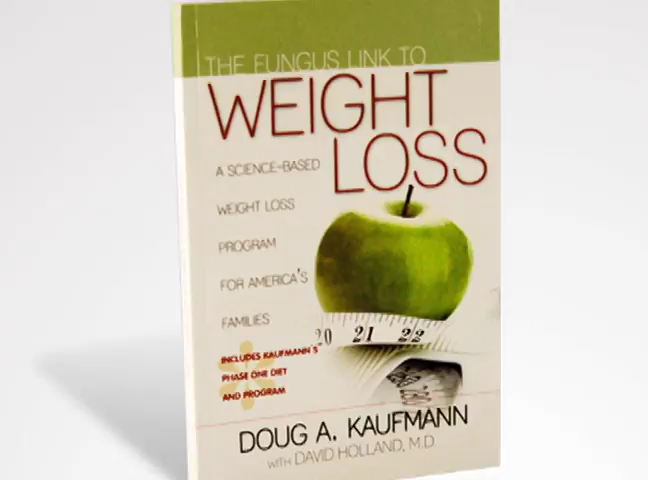 THE FUNGUS LINK TO
WEIGHT
LOSS
A SCIENCE-BASED
WEIGHT LOSS
PROGRAM
FOR AMERICA'S
FAMILIES
INCLUDES KAUFMANN'S
PHASE ONE DIET
AND PROGRAM
20 21 22
DOUG A. KAUFMANN
WITH DAVID HOLLAND, M.D.